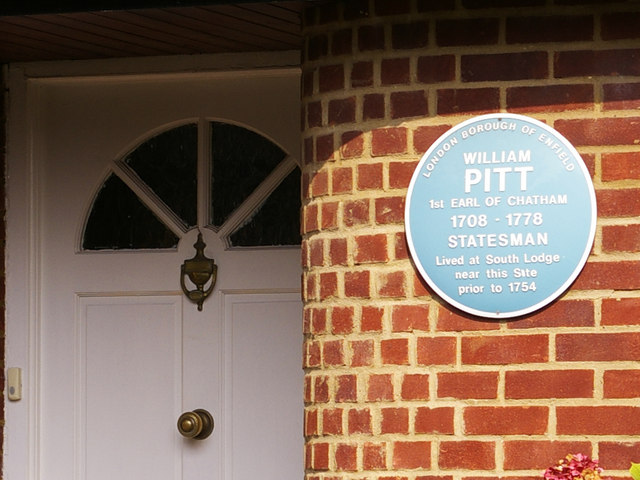 LONDON BOROUGH OF ENFIELD
WILLIAM
PITT
1st EARL OF CHATHAM
1708 - 1778
STATESMAN
Lived at South Lodge
near this Site
prior to 1754